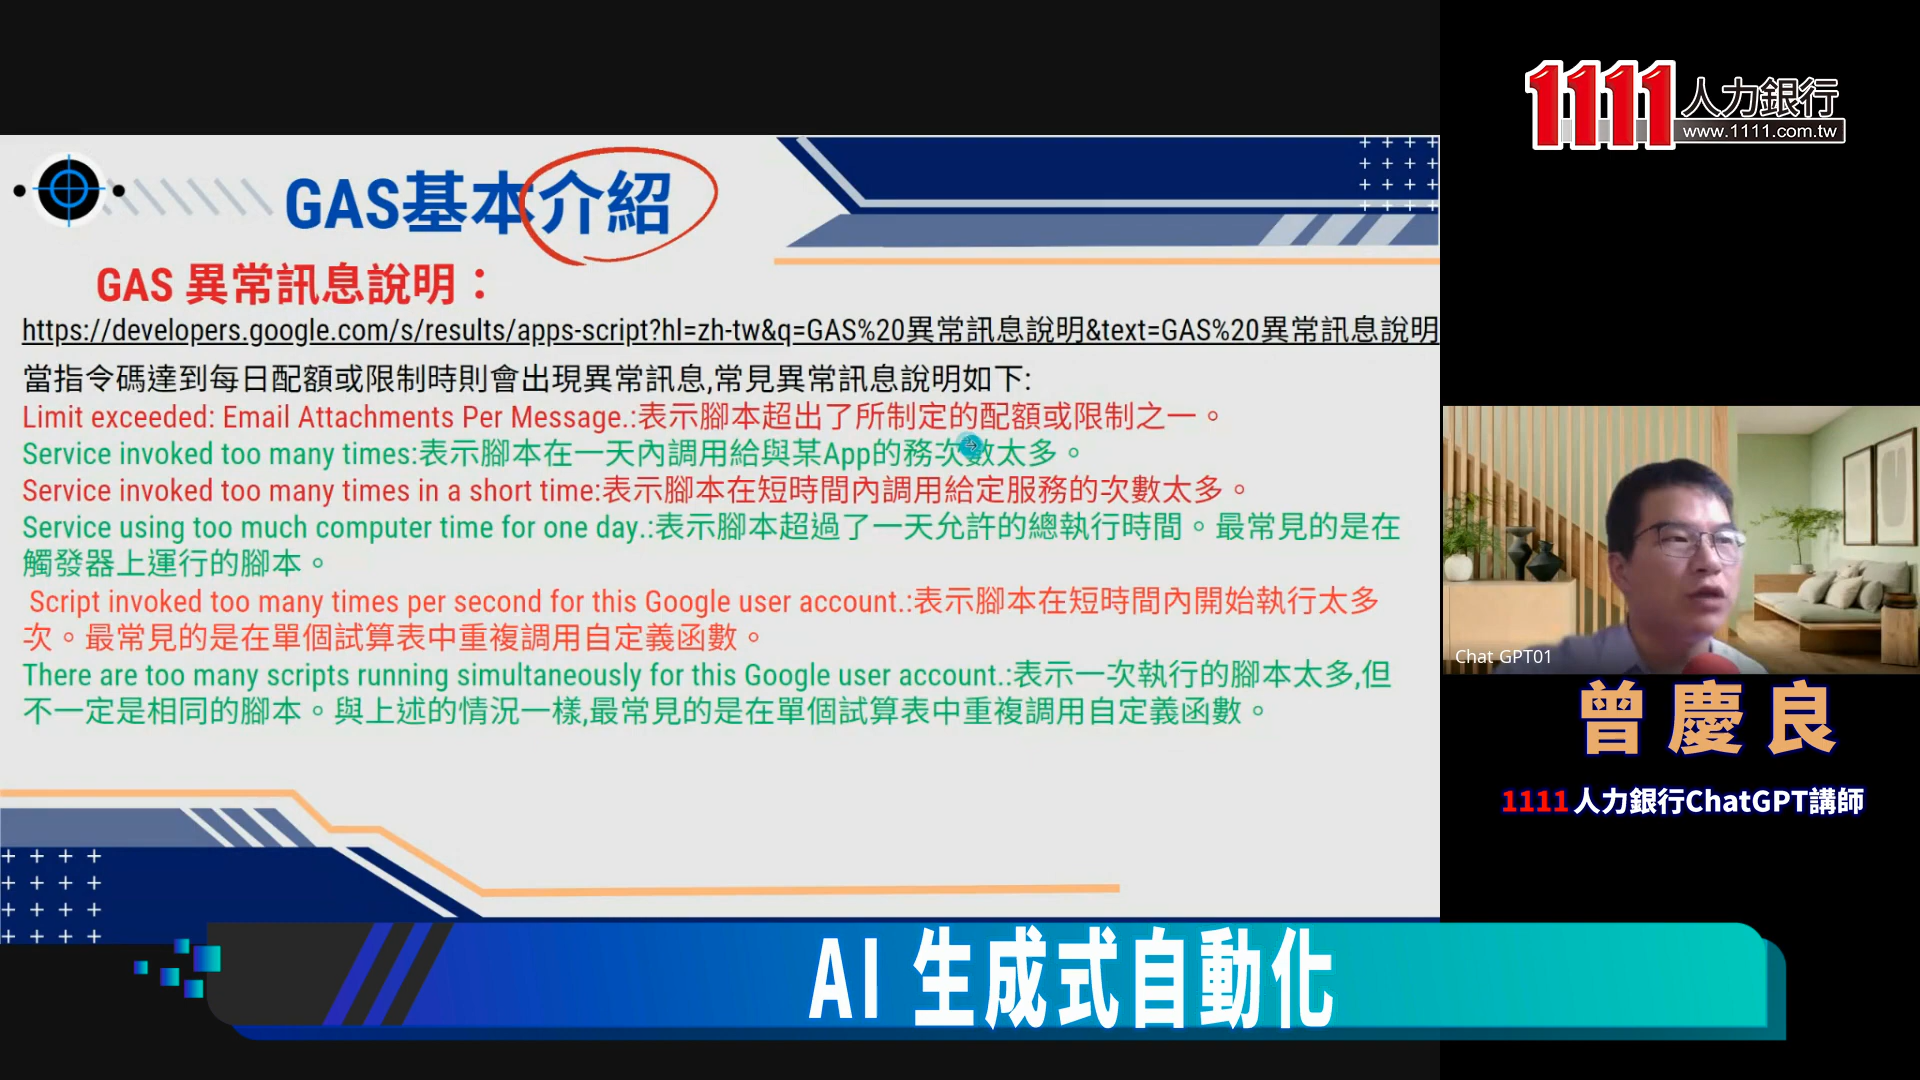 1111人力銀行
www.1111.com.tw
GAS基本介紹
GAS 異常訊息說明：
https://developers.google.com/s/results/apps-script?hl=zh-tw&q=GAS%20異常訊息說明&text=GAS%20異常訊息說明
當指令碼達到每日配額或限制時則會出現異常訊息,常見異常訊息說明如下:
Limit exceeded: Email Attachments Per Message.:表示腳本超出了所制定的配額或限制之一。
Service invoked too many times:表示腳本在一天內調用給與某App的務次數太多。
Service invoked too many times in a short time:表示腳本在短時間內調用給定服務的次數太多。
Service using too much computer time for one day.:表示腳本超過了一天允許的總執行時間。最常見的是在
觸發器上運行的腳本。
Script invoked too many times per second for this Google user account.:表示腳本在短時間內開始執行太多
次。最常見的是在單個試算表中重複調用自定義函數。
There are too many scripts running simultaneously for this Google user account.:表示一次執行的腳本太多,但
不一定是相同的腳本。與上述的情況一樣,最常見的是在單個試算表中重複調用自定義函數。
Chat GPT01
曾慶良
1111人力銀行ChatGPT講師
AI 生成式自動化